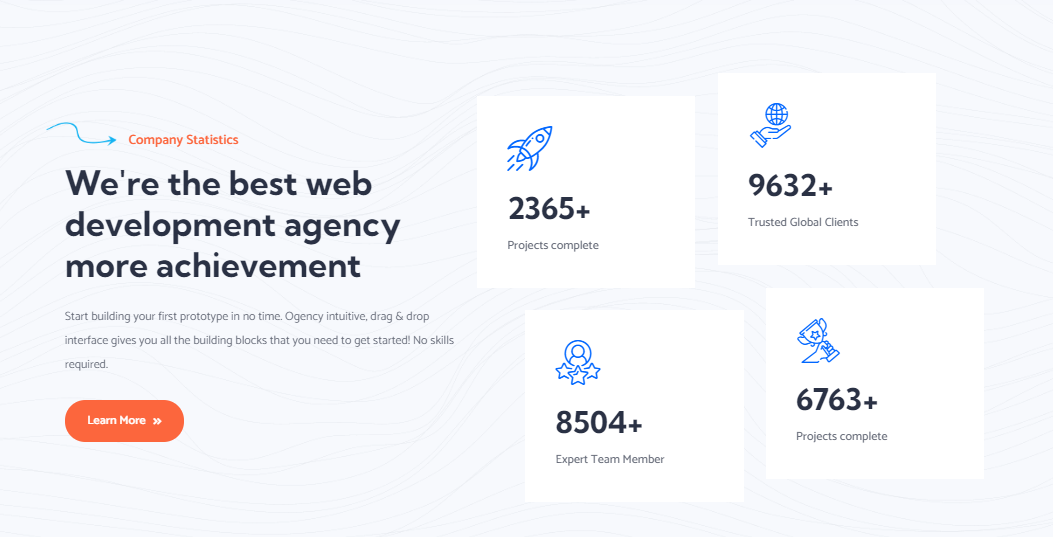 Company Statistics
We're the best web
development agency
more achievement
Start building your first prototype in no time. Ogency intuitive, drag & drop
interface gives you all the building blocks that you need to get started! No skills
required.
Learn More »
2365+
Projects complete
9632+
Trusted Global Clients
8504+
Expert Team Member
6763+
Projects complete